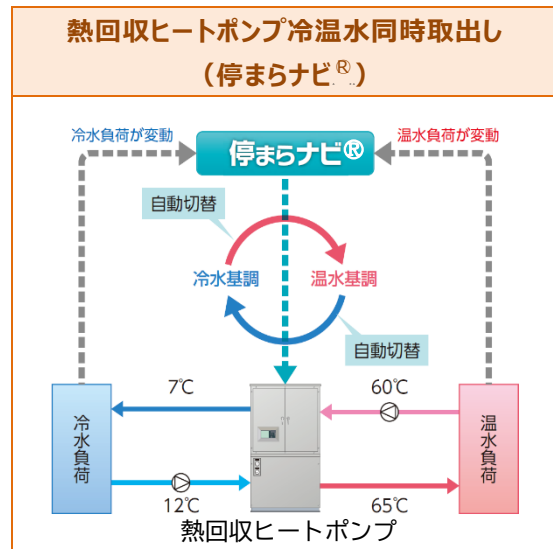 熱回収ヒートポンプ冷温水同時取出し
(停まらナビ®)
冷水負荷が変動
停まらナビ®
温水負荷が変動
自動切替
冷水基調
温水基調
自動切替
7℃
60℃
冷水負荷
温水負荷
12℃
65℃
熱回収ヒートポンプ